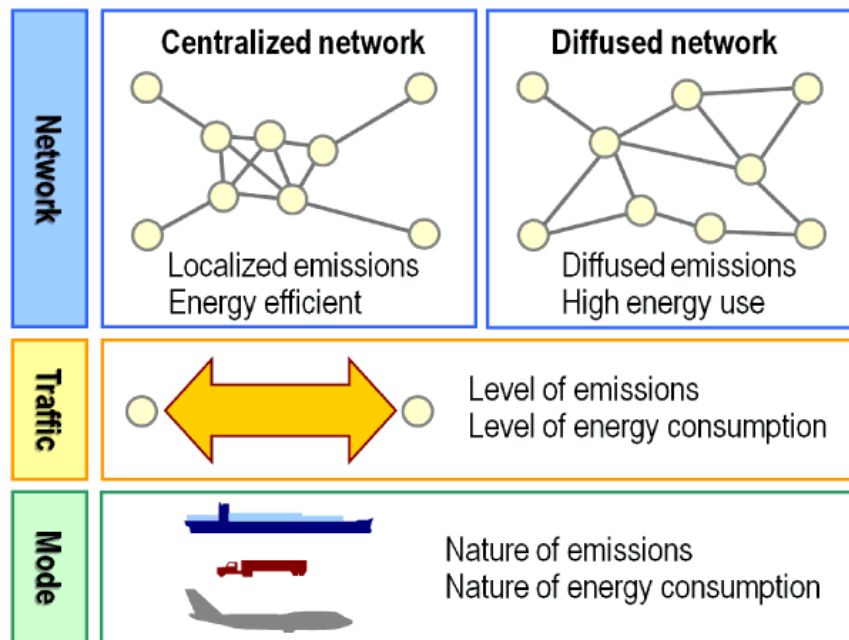 Network
Centralized network
Localized emissions
Energy efficient
Diffused network
Diffused emissions
High energy use
Traffic
Level of emissions
Level of energy consumption
Mode
Nature of emissions
Nature of energy consumption